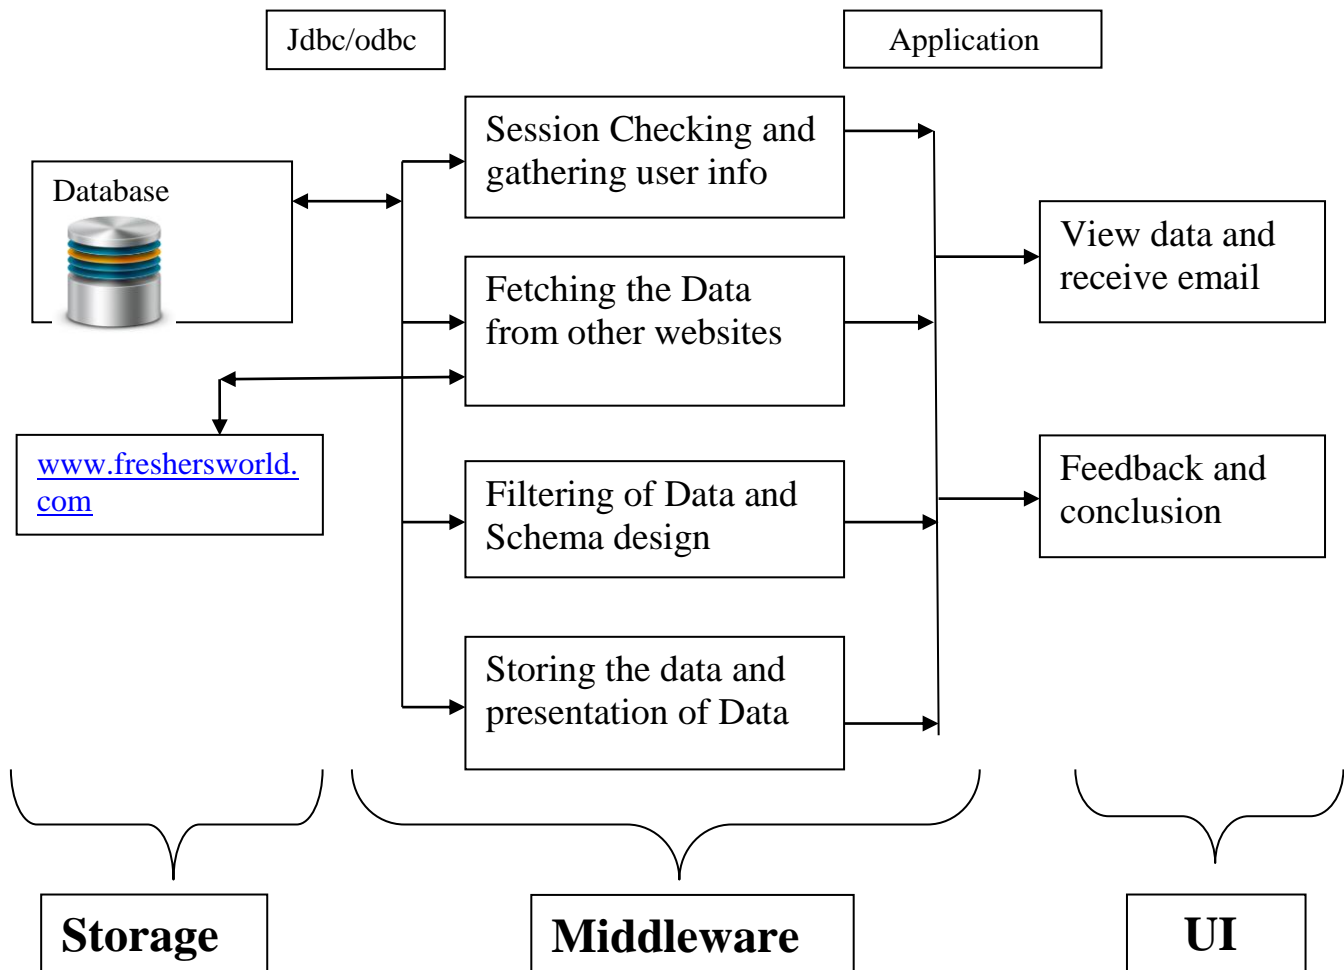 Jdbc/odbc
Application
Session Checking and
gathering user info
Database
View data and
receive email
Fetching the Data
from other websites
www.freshersworld.
com
Feedback and
conclusion
Filtering of Data and
Schema design
Storing the data and
presentation of Data
Storage
Middleware
UI